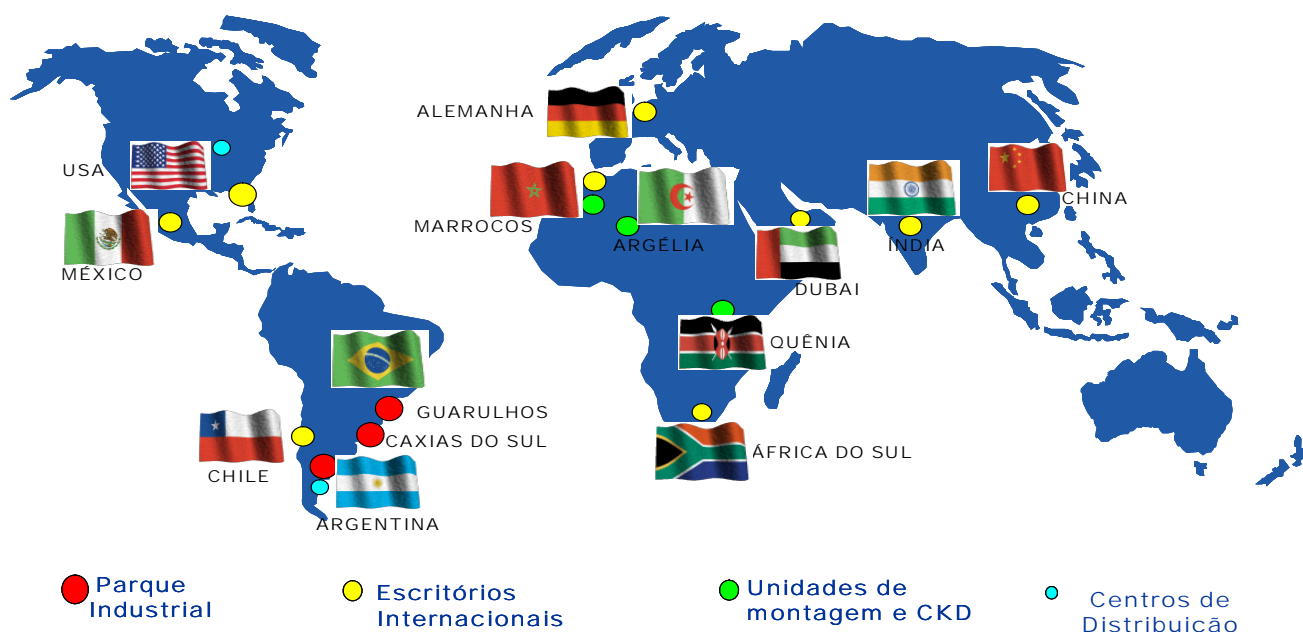 ALEMANHA
USA
CHINA
MARROCOS
ARGÉLIA
ÍNDIA
MÉXICO
DUBAI
QUÊNIA
GUARULHOS
CAXIAS DO SUL
ÁFRICA DO SUL
CHILE
ARGENTINA
Parque
Industrial
Escritórios
Internacionais
Unidades de
montagem e CKD
Centros de
Distribuicão